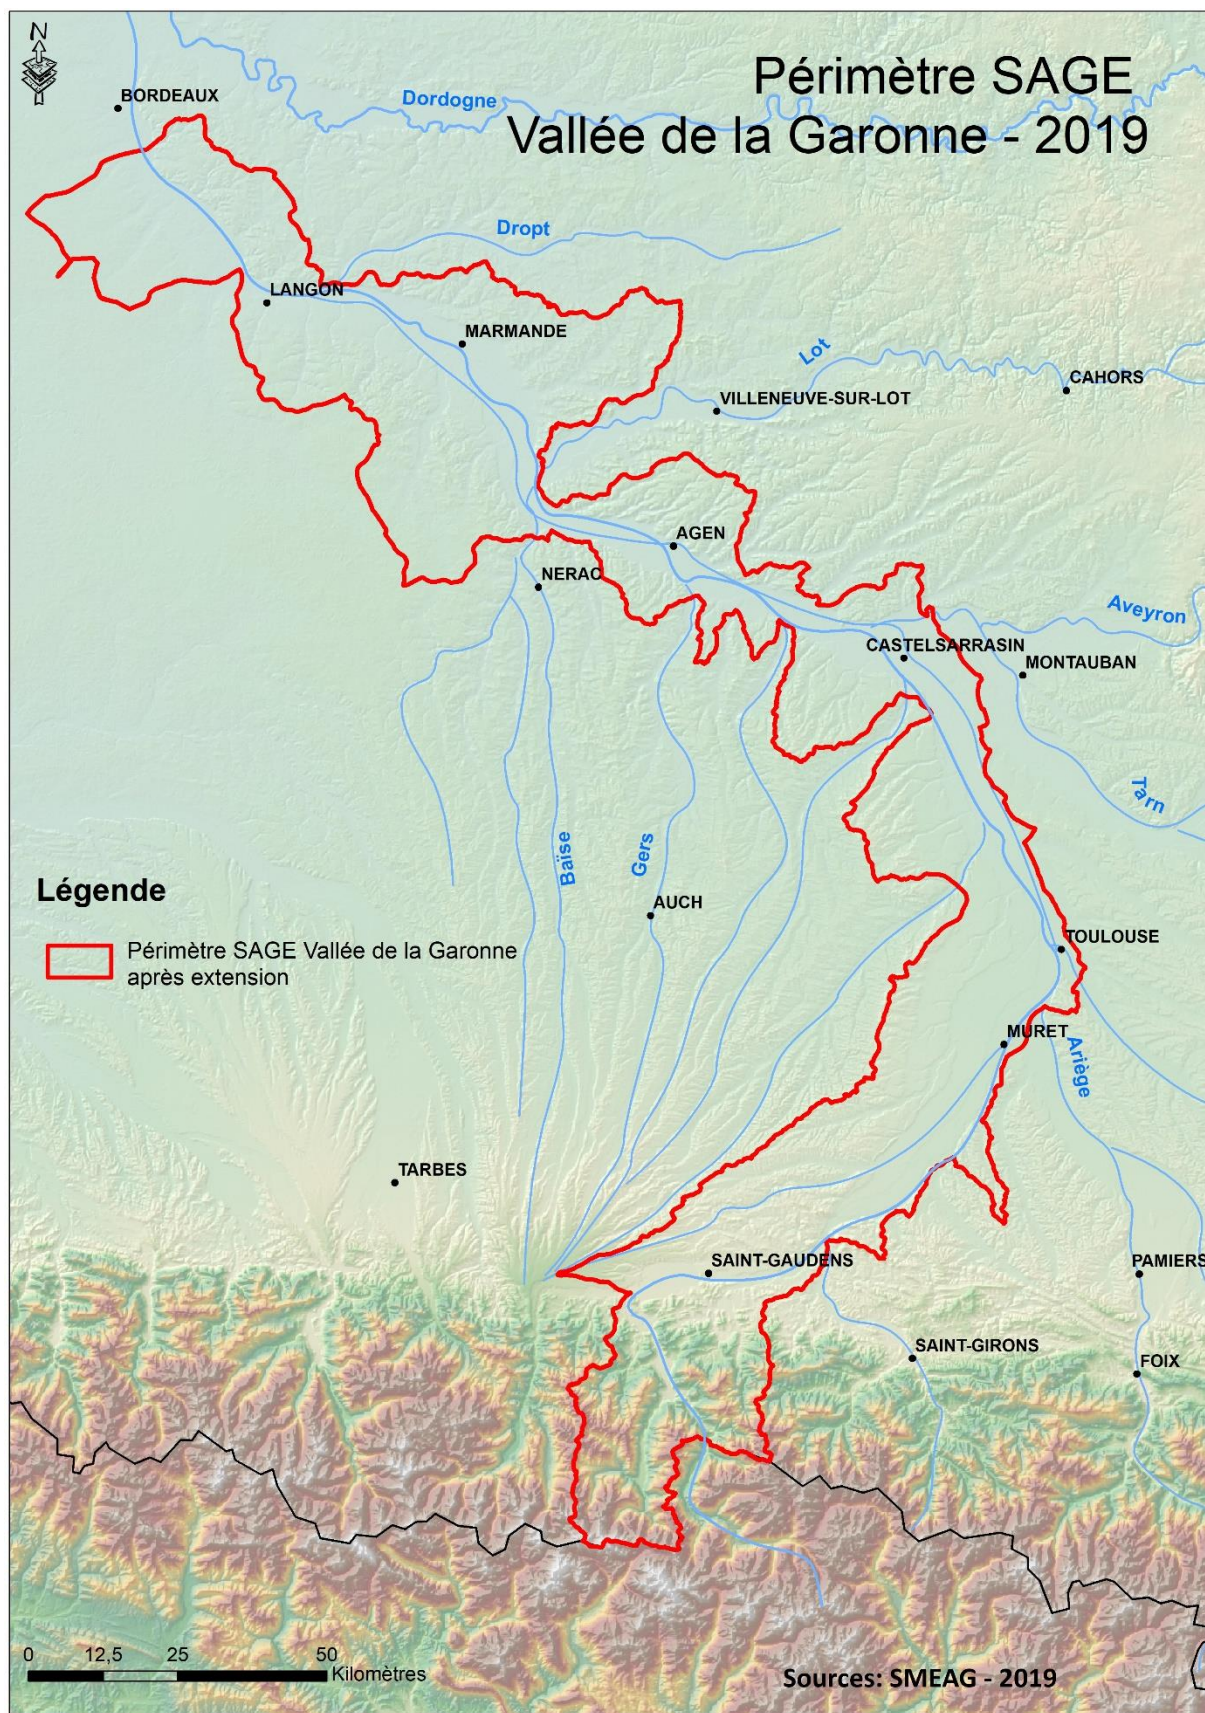 N
Périmètre SAGE
Vallée de la Garonne - 2019
BORDEAUX
Dordogne
Dropt
LANGON
MARMANDE
Lot
CAHORS
VILLENEUVE-SUR-LOT
AGEN
NERAC
Aveyron
CASTELSARRASIN
MONTAUBAN
Tarn
Baïse
Gers
Légende
AUCH
TOULOUSE
Périmètre SAGE Vallée de la Garonne
après extension
MURET
Ariège
TARBES
SAINT-GAUDENS
PAMIERS
SAINT-GIRONS
FOIX
0 12,5 25 50
Kilomètres
Sources: SMEAG - 2019